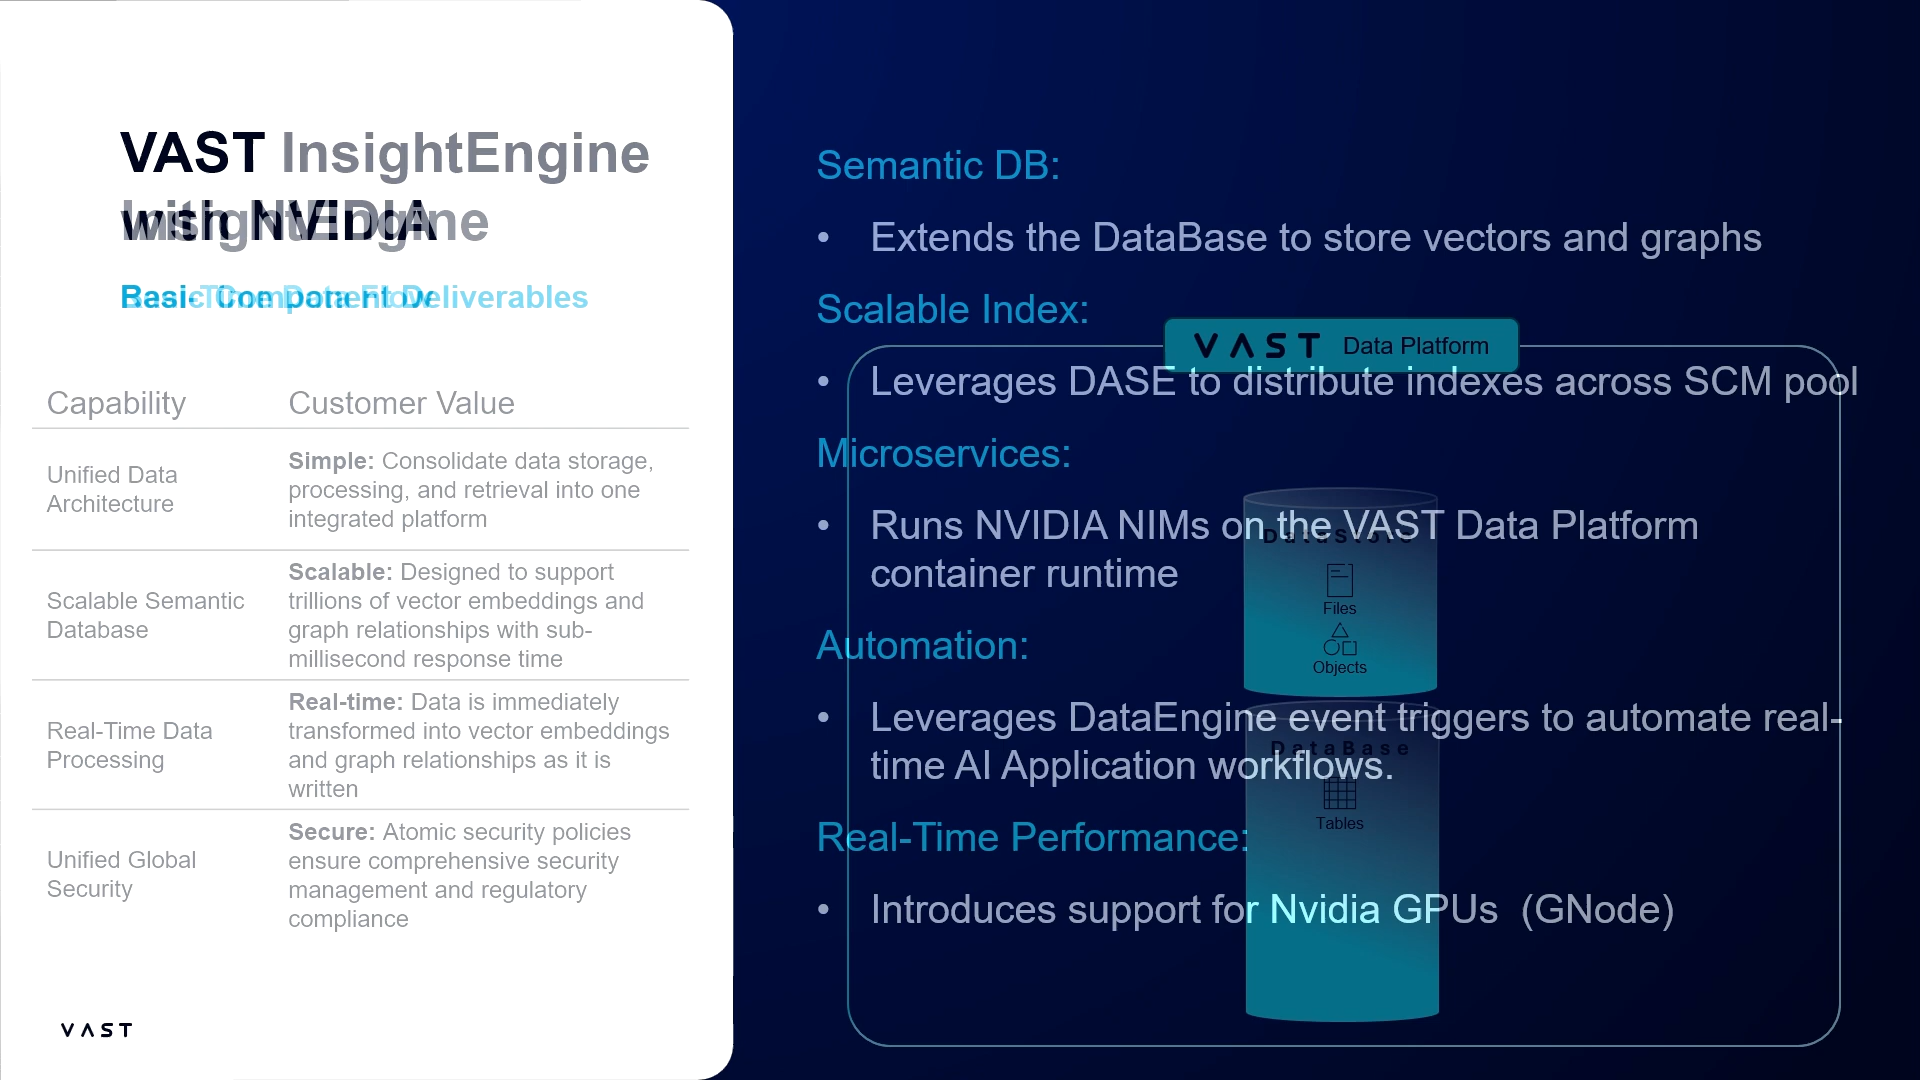 VAST InsightEngine
with NVIDIA
InsightEngine
Capability Customer Value
Unified Data
Architecture
Simple: Consolidate data storage,
processing, and retrieval into one
integrated platform
Scalable Semantic
Database
Scalable: Designed to support
trillions of vector embeddings and
graph relationships with sub-
millisecond response time
Real-Time Data
Processing
Real-time: Data is immediately
transformed into vector embeddings
and graph relationships as it is
written
Unified Global
Security
Secure: Atomic security policies
ensure comprehensive security
management and regulatory
compliance
VAST
Semantic DB:
• Extends the DataBase to store vectors and graphs
Scalable Index:
VAST Data Platform
• Leverages DASE to distribute indexes across SCM pool
Microservices:
• Runs NVIDIA NIMs on the VAST Data Platform
container runtime
DataStore
Files
Objects
Automation:
• Leverages DataEngine event triggers to automate real-
time AI Application workflows.
DataBase
Tables
Real-Time Performance:
• Introduces support for Nvidia GPUs (GNode)